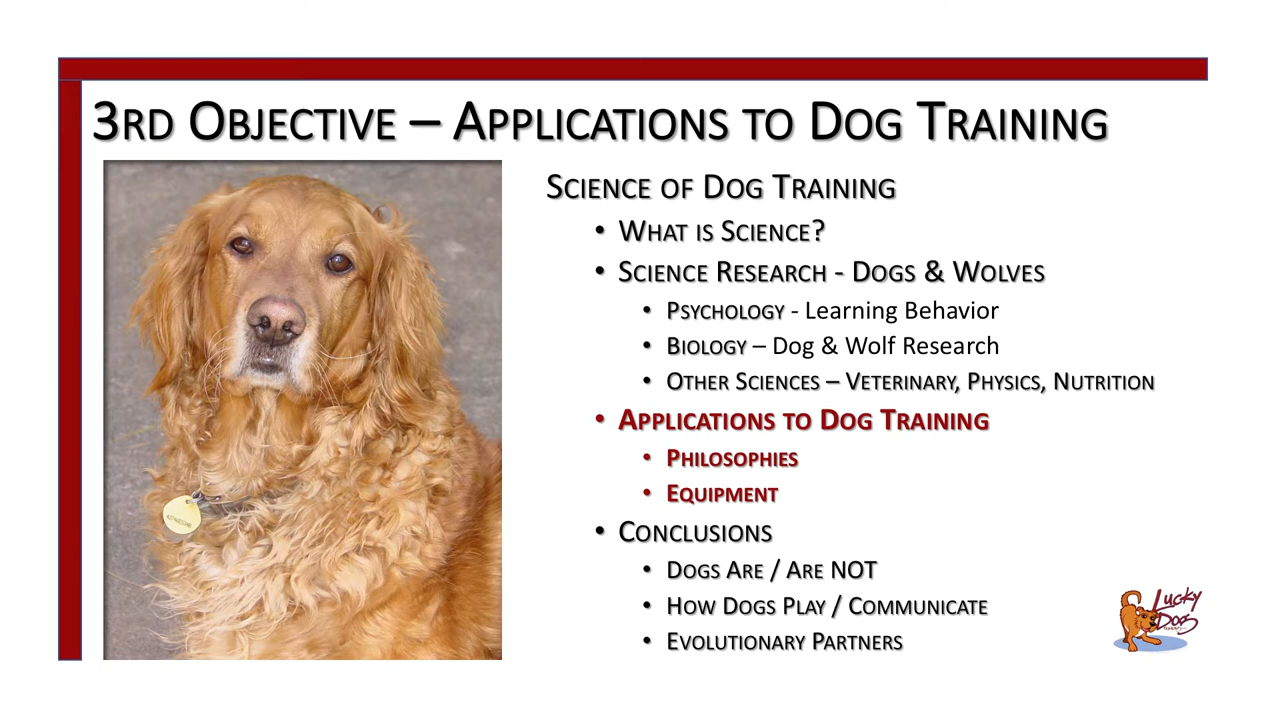 3rd Objective – Applications to Dog Training
Science of Dog Training
• What is Science?
• Science Research - Dogs & Wolves
• Psychology - Learning Behavior
• Biology – Dog & Wolf Research
• Other Sciences – Veterinary, Physics, Nutrition
• Applications to Dog Training
• Philosophies
• Equipment
• Conclusions
• Dogs Are / Are NOT
• How Dogs Play / Communicate
• Evolutionary Partners
Lucky
Dog